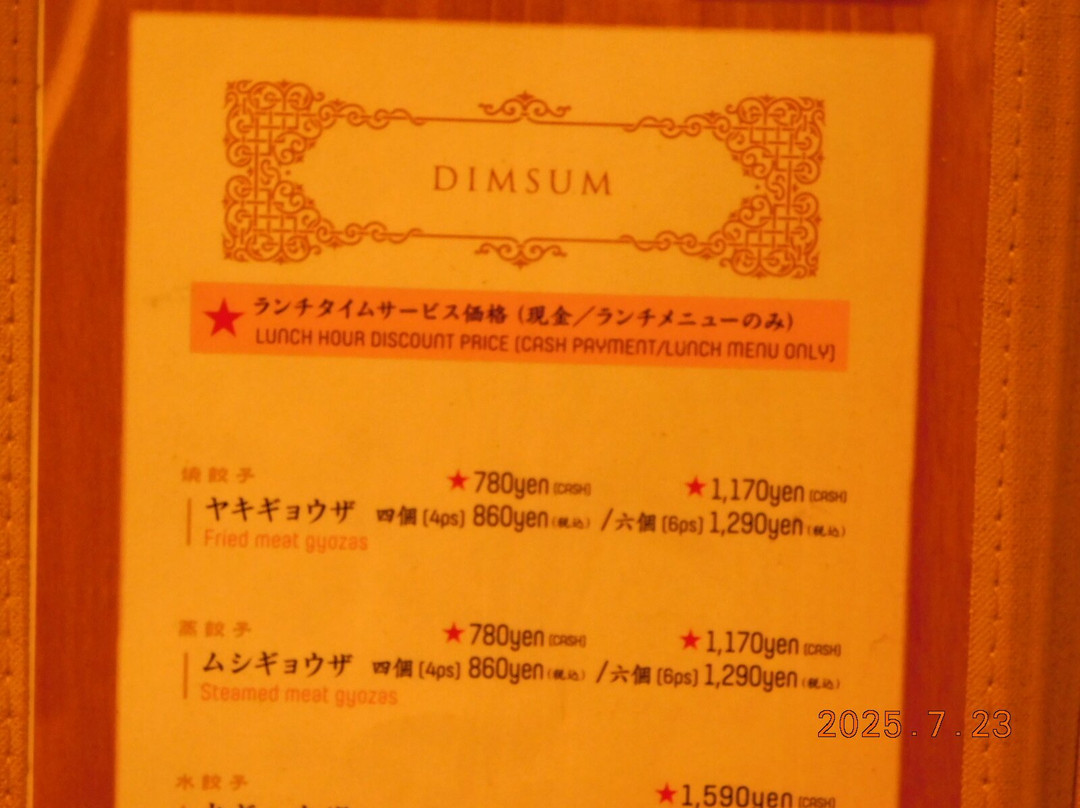 DIMSUM
★ランチタイムサービス価格（現金／ランチメニューのみ）
LUNCH HOUR DISCOUNT PRICE [CASH PAYMENT/LUNCH MENU ONLY]
焼餃子
★780yen [CASH] ★1,170yen [CASH]
ヤキギョウザ 四個 [4ps] 860yen（税込） /六個 [6ps] 1,290yen（税込）
Fried meat gyozas
蒸餃子
★780yen [CASH] ★1,170yen [CASH]
ムシギョウザ 四個 [4ps] 860yen（税込） /六個 [6ps] 1,290yen（税込）
Steamed meat gyozas
水餃子
★1,590yen [CASH]
2025.7.23